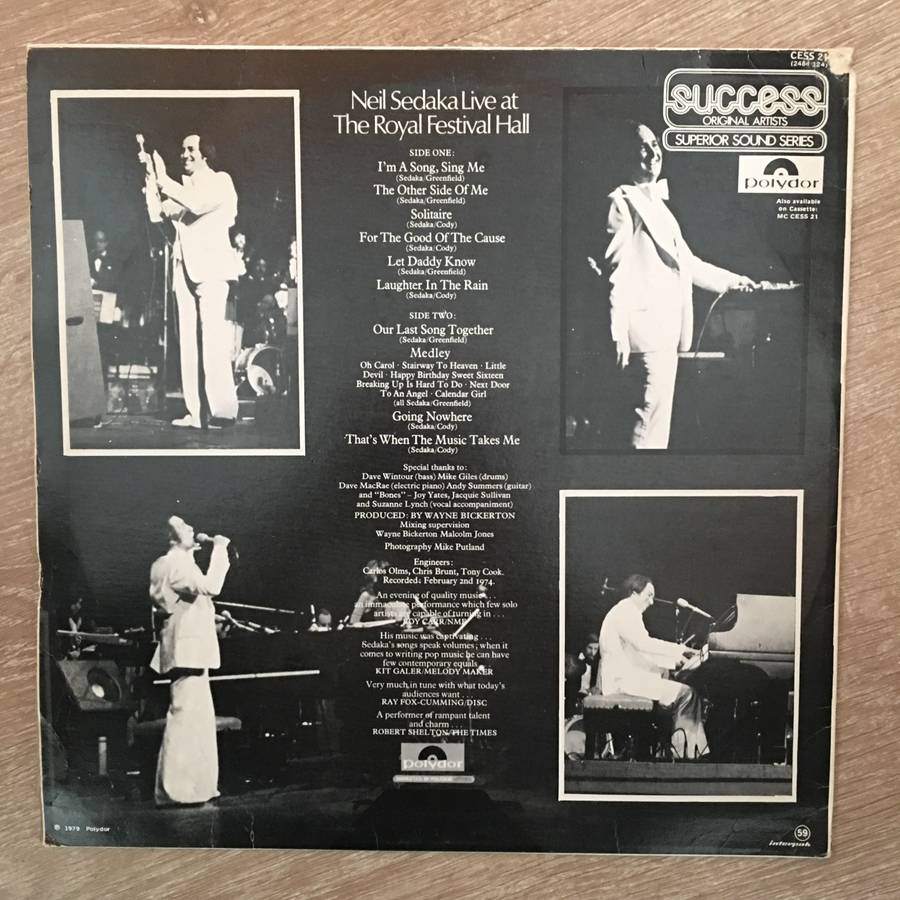 Neil Sedaka Live at
The Royal Festival Hall
SIDE ONE:
I'm A Song, Sing Me
(Sedaka/Greenfield)
The Other Side Of Me
(Sedaka/Greenfield)
Solitaire
(Sedaka/Cody)
For The Good Of The Cause
(Sedaka/Cody)
Let Daddy Know
(Sedaka/Greenfield)
Laughter In The Rain
(Sedaka/Cody)
SIDE TWO:
Our Last Song Together
(Sedaka/Greenfield)
Medley
Oh Carol · Stairway To Heaven · Little
Devil · Happy Birthday Sweet Sixteen
Breaking Up Is Hard To Do · Next Door
To An Angel · Calendar Girl
(all Sedaka/Greenfield)
Going Nowhere
(Sedaka/Cody)
That's When The Music Takes Me
(Sedaka/Cody)
Special thanks to:
Dave Wintour (bass) Mike Giles (drums)
Dave MacRae (electric piano) Andy Summers (guitar)
and "Bones" – Joy Yates, Jacquie Sullivan
and Suzanne Lynch (vocal accompaniment)
PRODUCED: BY WAYNE BICKERTON
Mixing supervision
Wayne Bickerton Malcolm Jones
Photography Mike Putland
Engineers:
Carlos Olms, Chris Brunt, Tony Cook.
Recorded: February 2nd 1974.
An evening of quality music . . .
an immaculate performance which few solo
artists are capable of turning in . . .
ROY CARR/NME
His music was captivating . . .
Sedaka's songs speak volumes; when it
comes to writing pop music he can have
few contemporary equals
KIT GALER/MELODY MAKER
Very much in tune with what today's
audiences want . . .
RAY FOX-CUMMING/DISC
A performer of rampant talent
and charm . . .
ROBERT SHELTON/THE TIMES
polydor
CESS 21
(2484 124)
success
ORIGINAL ARTISTS
SUPERIOR SOUND SERIES
polydor
Also available
on Cassette:
MC CESS 21
℗ 1979 Polydor
59
interpak